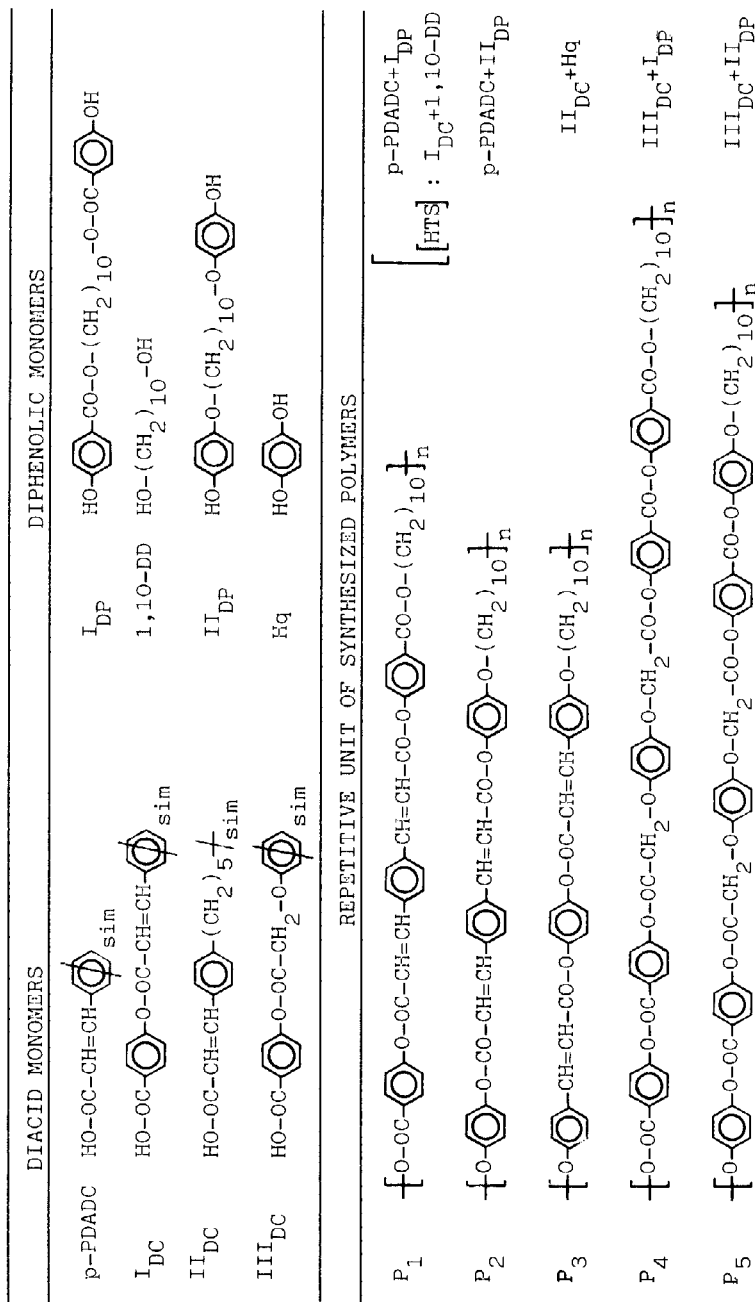 DIACID MONOMERS DIPHENOLIC MONOMERS
p-PDADC HO-OC-CH=CH-⌬ sim I_DP HO-⌬-CO-O-(CH2)10-O-OC-⌬-OH
I_DC HO-OC-⌬-O-OC-CH=CH-⌬ sim 1,10-DD HO-(CH2)10-OH
II_DC HO-OC-CH=CH-⌬-(CH2)5 sim II_DP HO-⌬-O-(CH2)10-O-⌬-OH
III_DC HO-OC-⌬-O-OC-CH2-O-⌬ sim Hq HO-⌬-OH
REPETITIVE UNIT OF SYNTHESIZED POLYMERS
P1 [O-OC-⌬-O-OC-CH=CH-⌬-CH=CH-CO-O-⌬-CO-O-(CH2)10]n p-PDADC+I_DP
[[HTS] : I_DC+1,10-DD
P2 [O-⌬-O-CO-CH=CH-⌬-CH=CH-CO-O-⌬-O-(CH2)10]n p-PDADC+II_DP
P3 [O-⌬-CH=CH-CO-O-⌬-O-OC-CH=CH-⌬-O-(CH2)10]n II_DC+Hq
P4 [O-OC-⌬-O-OC-⌬-O-OC-CH2-O-⌬-O-CH2-CO-O-⌬-CO-O-⌬-CO-O-(CH2)10]n III_DC+I_DP
P5 [O-⌬-O-OC-⌬-O-OC-CH2-O-⌬-O-CH2-CO-O-⌬-CO-O-⌬-O-(CH2)10]n III_DC+II_DP